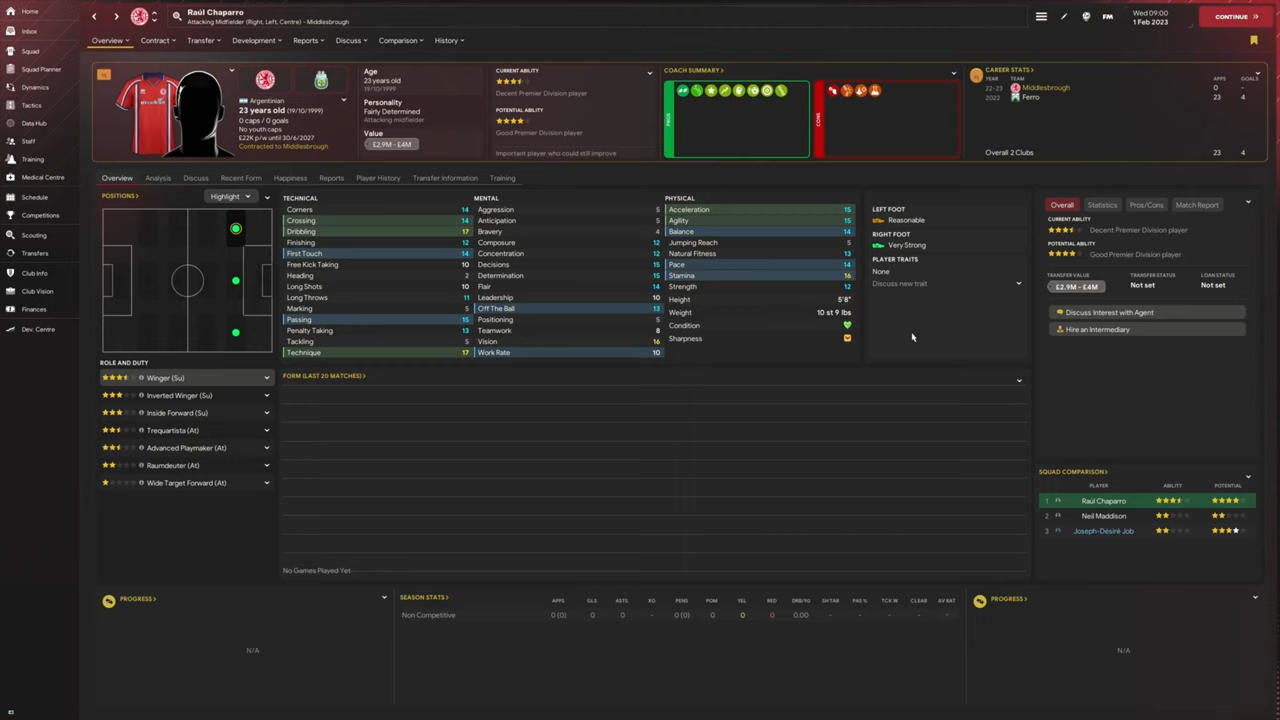 Home
Inbox
Squad
Squad Planner
Dynamics
Tactics
Data Hub
Staff
Training
Medical Centre
Schedule
Competitions
Scouting
Transfers
Club Info
Club Vision
Finances
Dev. Centre
Raúl Chaparro
Attacking Midfielder (Right, Left, Centre) - Middlesbrough
FM
Wed 09:00
1 Feb 2023
CONTINUE
Overview
Contract
Transfer
Development
Reports
Discuss
Comparison
History
Argentinian
23 years old (19/10/1999)
0 caps / 0 goals
No youth caps
£22K p/w until 30/6/2027
Contracted to Middlesbrough
Age
23 years old
19/10/1999
Personality
Fairly Determined
Attacking midfielder
Value
£2.9M - £4M
CURRENT ABILITY
Decent Premier Division player
POTENTIAL ABILITY
Good Premier Division player
Important player who could still improve
COACH SUMMARY >
PROS
CONS
CAREER STATS >
YEAR TEAM APPS GOALS
22-23 Middlesbrough 0 -
2022 Ferro 23 4
Overall 2 Clubs 23 4
Overview
Analysis
Discuss
Recent Form
Happiness
Reports
Player History
Transfer Information
Training
POSITIONS >
Highlight
ROLE AND DUTY
Winger (Su)
Inverted Winger (Su)
Inside Forward (Su)
Trequartista (At)
Advanced Playmaker (At)
Raumdeuter (At)
Wide Target Forward (At)
TECHNICAL
Corners 14
Crossing 14
Dribbling 17
Finishing 12
First Touch 14
Free Kick Taking 10
Heading 2
Long Shots 10
Long Throws 11
Marking 5
Passing 15
Penalty Taking 13
Tackling 5
Technique 17
MENTAL
Aggression 5
Anticipation 5
Bravery 4
Composure 12
Concentration 12
Decisions 15
Determination 15
Flair 14
Leadership 10
Off The Ball 13
Positioning 5
Teamwork 8
Vision 16
Work Rate 10
PHYSICAL
Acceleration 15
Agility 15
Balance 14
Jumping Reach 5
Natural Fitness 13
Pace 14
Stamina 16
Strength 12
Height 5'8"
Weight 10 st 9 lbs
Condition
Sharpness
LEFT FOOT
Reasonable
RIGHT FOOT
Very Strong
PLAYER TRAITS
None
Discuss new trait
FORM (LAST 20 MATCHES) >
No Games Played Yet
Overall
Statistics
Pros/Cons
Match Report
CURRENT ABILITY
Decent Premier Division player
POTENTIAL ABILITY
Good Premier Division player
TRANSFER VALUE TRANSFER STATUS LOAN STATUS
£2.9M - £4M Not set Not set
Discuss Interest with Agent
Hire an Intermediary
SQUAD COMPARISON >
PLAYER ABILITY POTENTIAL
1 Raúl Chaparro
2 Neil Maddison
3 Joseph-Désiré Job
PROGRESS >
N/A
SEASON STATS >
APPS GLS ASTS XG PENS POM YEL RED DRB/90 SH TAR PAS % TCK W CLEAR AV RAT
Non Competitive 0 (0) 0 0 - 0 (0) 0 0 0 0.00 - - - - -
PROGRESS >
N/A